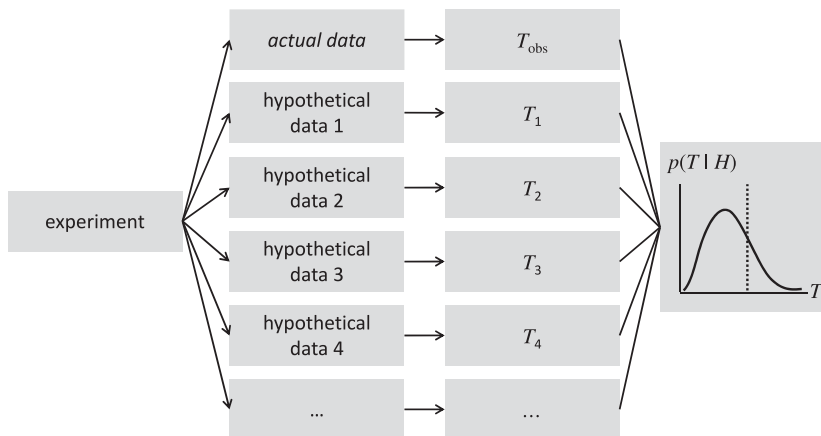 actual data
T_obs
hypothetical
data 1
T_1
hypothetical
data 2
T_2
experiment
hypothetical
data 3
T_3
hypothetical
data 4
T_4
...
...
p(T | H)
T